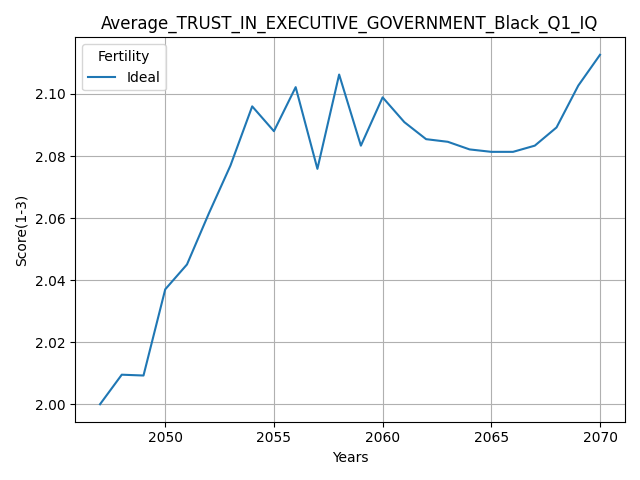 Average_TRUST_IN_EXECUTIVE_GOVERNMENT_Black_Q1_IQ
Fertility
Ideal
Score(1-3)
2.10
2.08
2.06
2.04
2.02
2.00
2050 2055 2060 2065 2070
Years